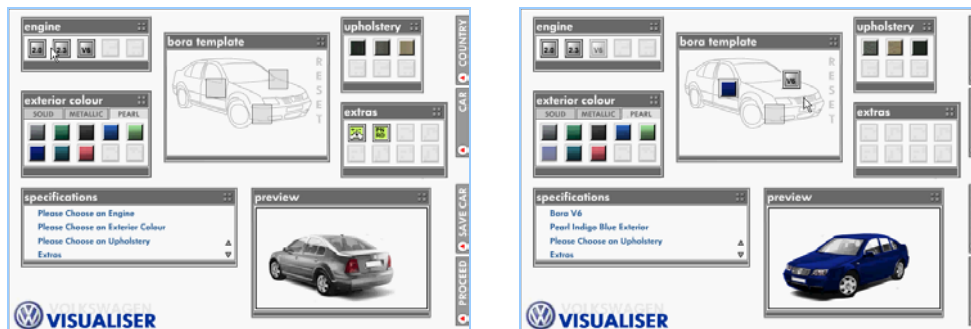 engine
2.0 2.3 V6
bora template
RESET
upholstery
COUNTRY
exterior colour
SOLID METALLIC PEARL
extras
CAR
specifications
Please Choose an Engine
Please Choose an Exterior Colour
Please Choose an Upholstery
Extras
preview
SAVE CAR
PROCEED
VOLKSWAGEN
VISUALISER
engine
2.0 2.3 V6
bora template
V6
RESET
upholstery
exterior colour
SOLID METALLIC PEARL
extras
specifications
Bora V6
Pearl Indigo Blue Exterior
Please Choose an Upholstery
Extras
preview
VOLKSWAGEN
VISUALISER